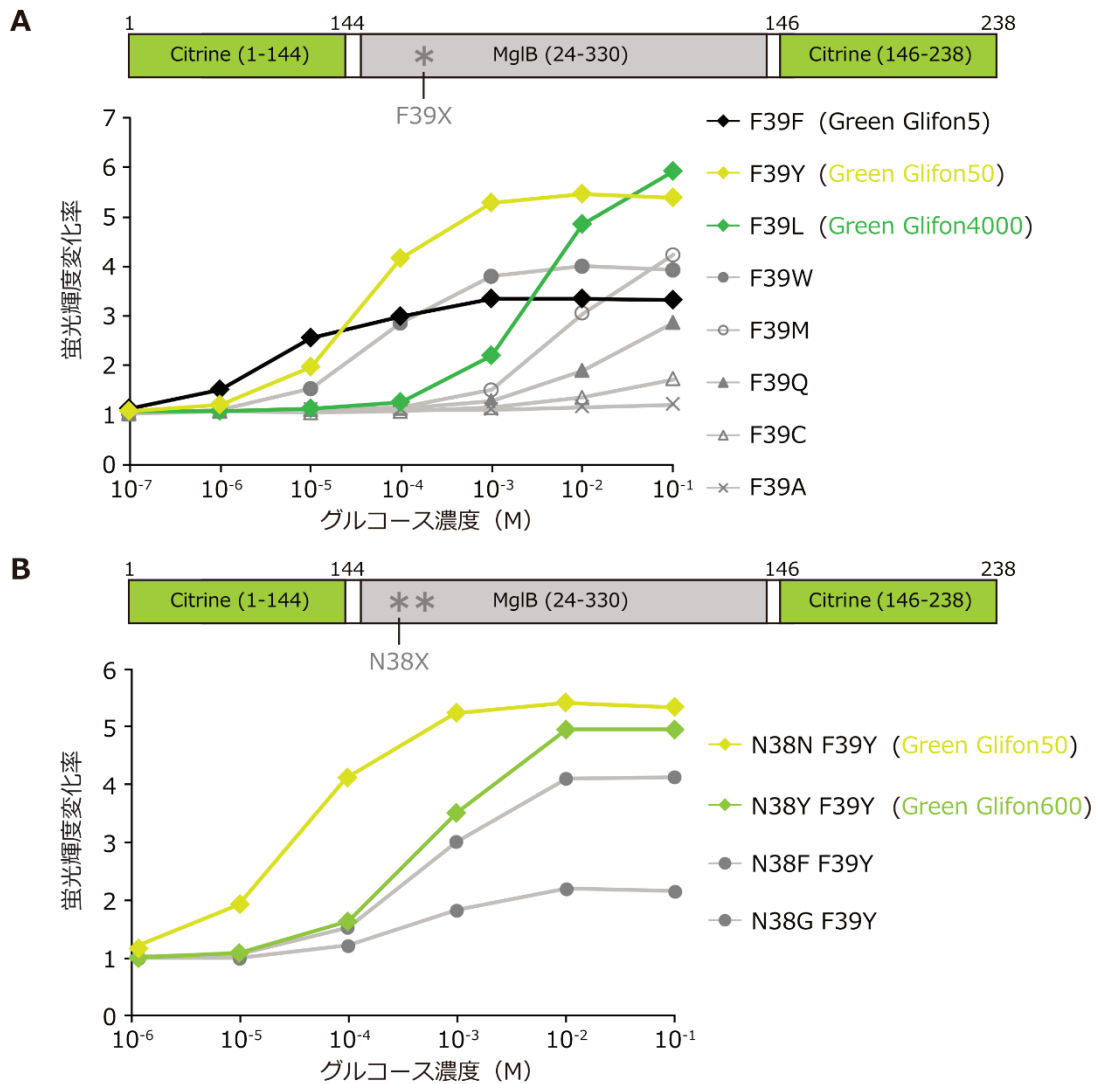 A
1 144 146 238
Citrine (1-144) * MglB (24-330) Citrine (146-238)
F39X
蛍光輝度変化率
7
6
5
4
3
2
1
0
10⁻⁷ 10⁻⁶ 10⁻⁵ 10⁻⁴ 10⁻³ 10⁻² 10⁻¹
グルコース濃度（M）
F39F (Green Glifon5)
F39Y (Green Glifon50)
F39L (Green Glifon4000)
F39W
F39M
F39Q
F39C
F39A
B
1 144 146 238
Citrine (1-144) ** MglB (24-330) Citrine (146-238)
N38X
蛍光輝度変化率
6
5
4
3
2
1
0
10⁻⁶ 10⁻⁵ 10⁻⁴ 10⁻³ 10⁻² 10⁻¹
グルコース濃度（M）
N38N F39Y (Green Glifon50)
N38Y F39Y (Green Glifon600)
N38F F39Y
N38G F39Y